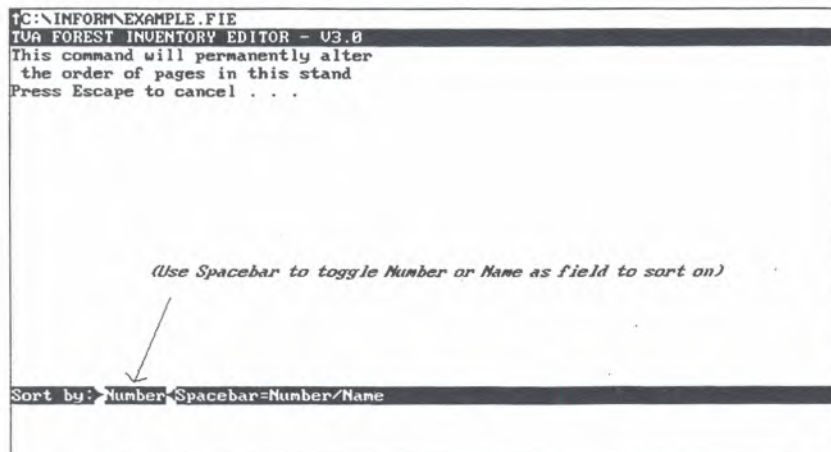 ↑C:\INFORM\EXAMPLE.FIE
TVA FOREST INVENTORY EDITOR - V3.0
This command will permanently alter
the order of pages in this stand
Press Escape to cancel . . .
(Use Spacebar to toggle Number or Name as field to sort on)
Sort by:►Number◄Spacebar=Number/Name